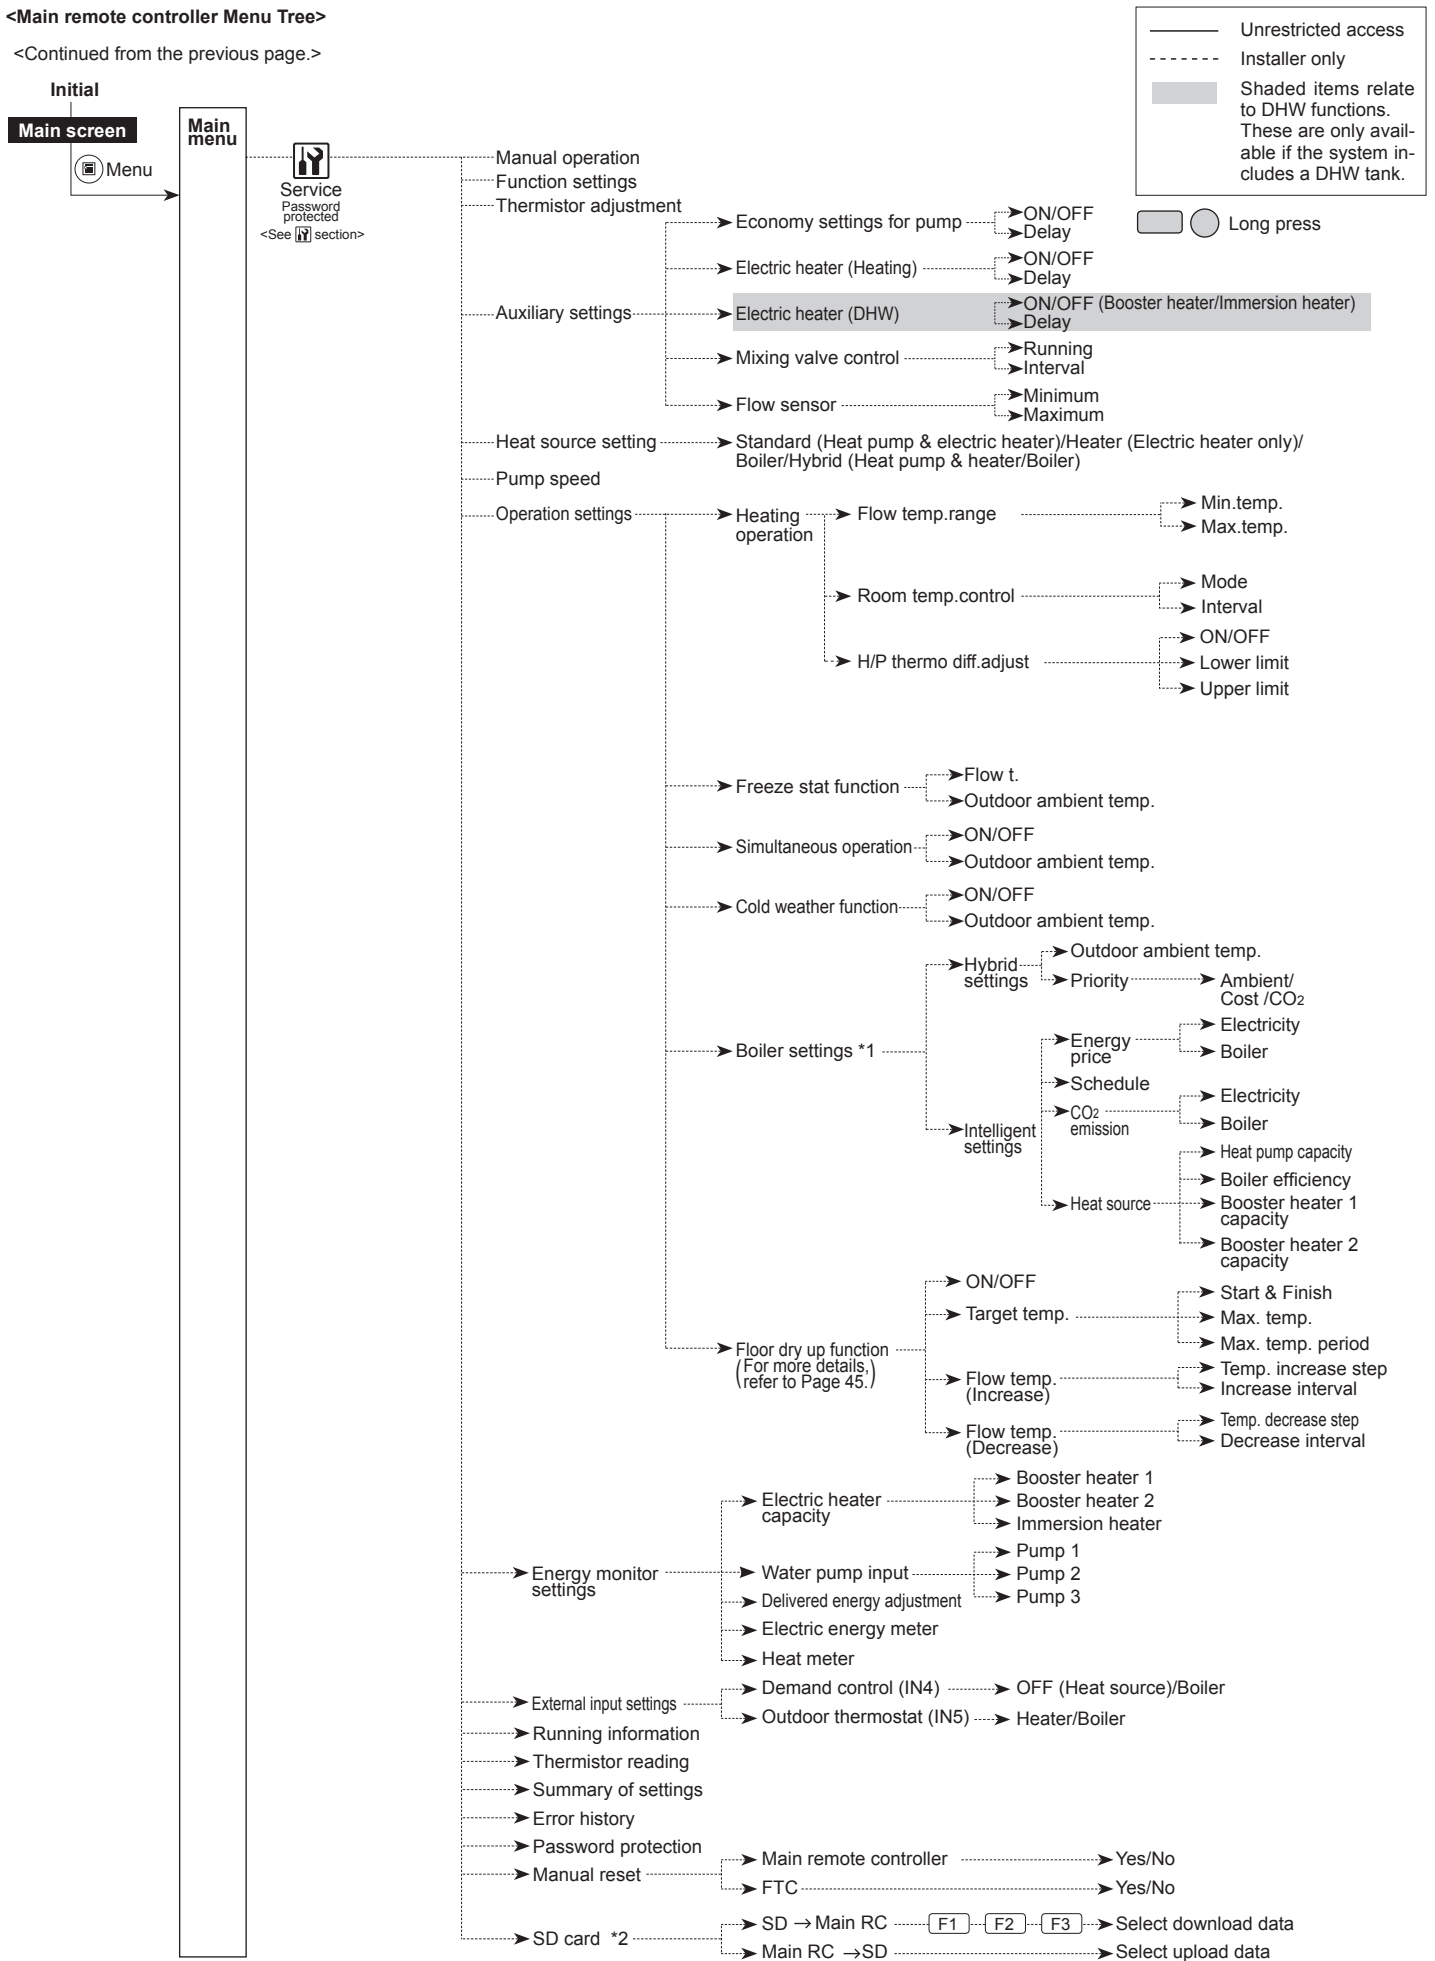 <Main remote controller Menu Tree>
<Continued from the previous page.>
Initial
Main screen
Menu
Main
menu
Service
Password
protected
<See section>
Unrestricted access
Installer only
Shaded items relate
to DHW functions.
These are only avail-
able if the system in-
cludes a DHW tank.
Long press
Manual operation
Function settings
Thermistor adjustment
Auxiliary settings
Economy settings for pump
ON/OFF
Delay
Electric heater (Heating)
ON/OFF
Delay
Electric heater (DHW)
ON/OFF (Booster heater/Immersion heater)
Delay
Mixing valve control
Running
Interval
Flow sensor
Minimum
Maximum
Heat source setting
Standard (Heat pump & electric heater)/Heater (Electric heater only)/
Boiler/Hybrid (Heat pump & heater/Boiler)
Pump speed
Operation settings
Heating
operation
Flow temp.range
Min.temp.
Max.temp.
Room temp.control
Mode
Interval
H/P thermo diff.adjust
ON/OFF
Lower limit
Upper limit
Freeze stat function
Flow t.
Outdoor ambient temp.
Simultaneous operation
ON/OFF
Outdoor ambient temp.
Cold weather function
ON/OFF
Outdoor ambient temp.
Boiler settings *1
Hybrid
settings
Outdoor ambient temp.
Priority
Ambient/
Cost /CO2
Intelligent
settings
Energy
price
Electricity
Boiler
Schedule
CO2
emission
Electricity
Boiler
Heat source
Heat pump capacity
Boiler efficiency
Booster heater 1
capacity
Booster heater 2
capacity
Floor dry up function
(For more details,
refer to Page 45.)
ON/OFF
Target temp.
Start & Finish
Max. temp.
Max. temp. period
Flow temp.
(Increase)
Temp. increase step
Increase interval
Flow temp.
(Decrease)
Temp. decrease step
Decrease interval
Energy monitor
settings
Electric heater
capacity
Booster heater 1
Booster heater 2
Immersion heater
Water pump input
Pump 1
Pump 2
Pump 3
Delivered energy adjustment
Electric energy meter
Heat meter
External input settings
Demand control (IN4)
OFF (Heat source)/Boiler
Outdoor thermostat (IN5)
Heater/Boiler
Running information
Thermistor reading
Summary of settings
Error history
Password protection
Manual reset
Main remote controller
Yes/No
FTC
Yes/No
SD card *2
SD → Main RC
F1
F2
F3
Select download data
Main RC → SD
Select upload data